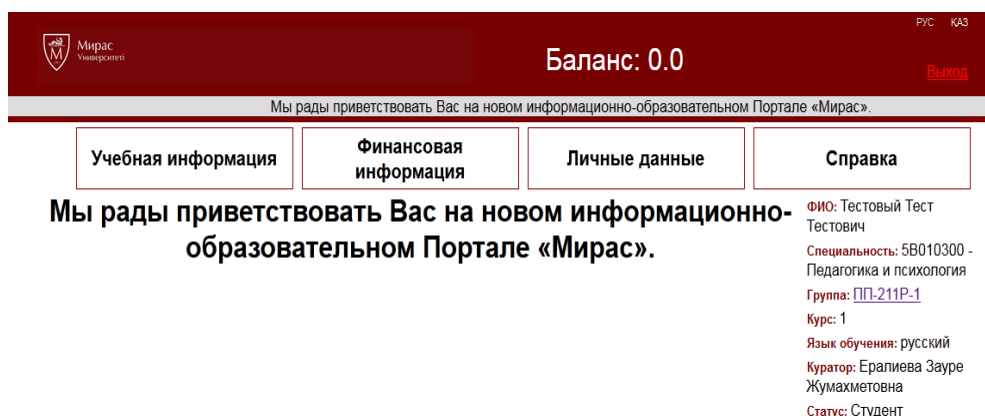 РУС ҚАЗ
Мирас
Университеті
Баланс: 0.0
Выход
Мы рады приветствовать Вас на новом информационно-образовательном Портале «Мирас».
Учебная информация
Финансовая
информация
Личные данные
Справка
Мы рады приветствовать Вас на новом информационно-
образовательном Портале «Мирас».
ФИО: Тестовый Тест
Тестович
Специальность: 5B010300 -
Педагогика и психология
Группа: ПП-211Р-1
Курс: 1
Язык обучения: русский
Куратор: Ералиева Зауре
Жумахметовна
Статус: Студент